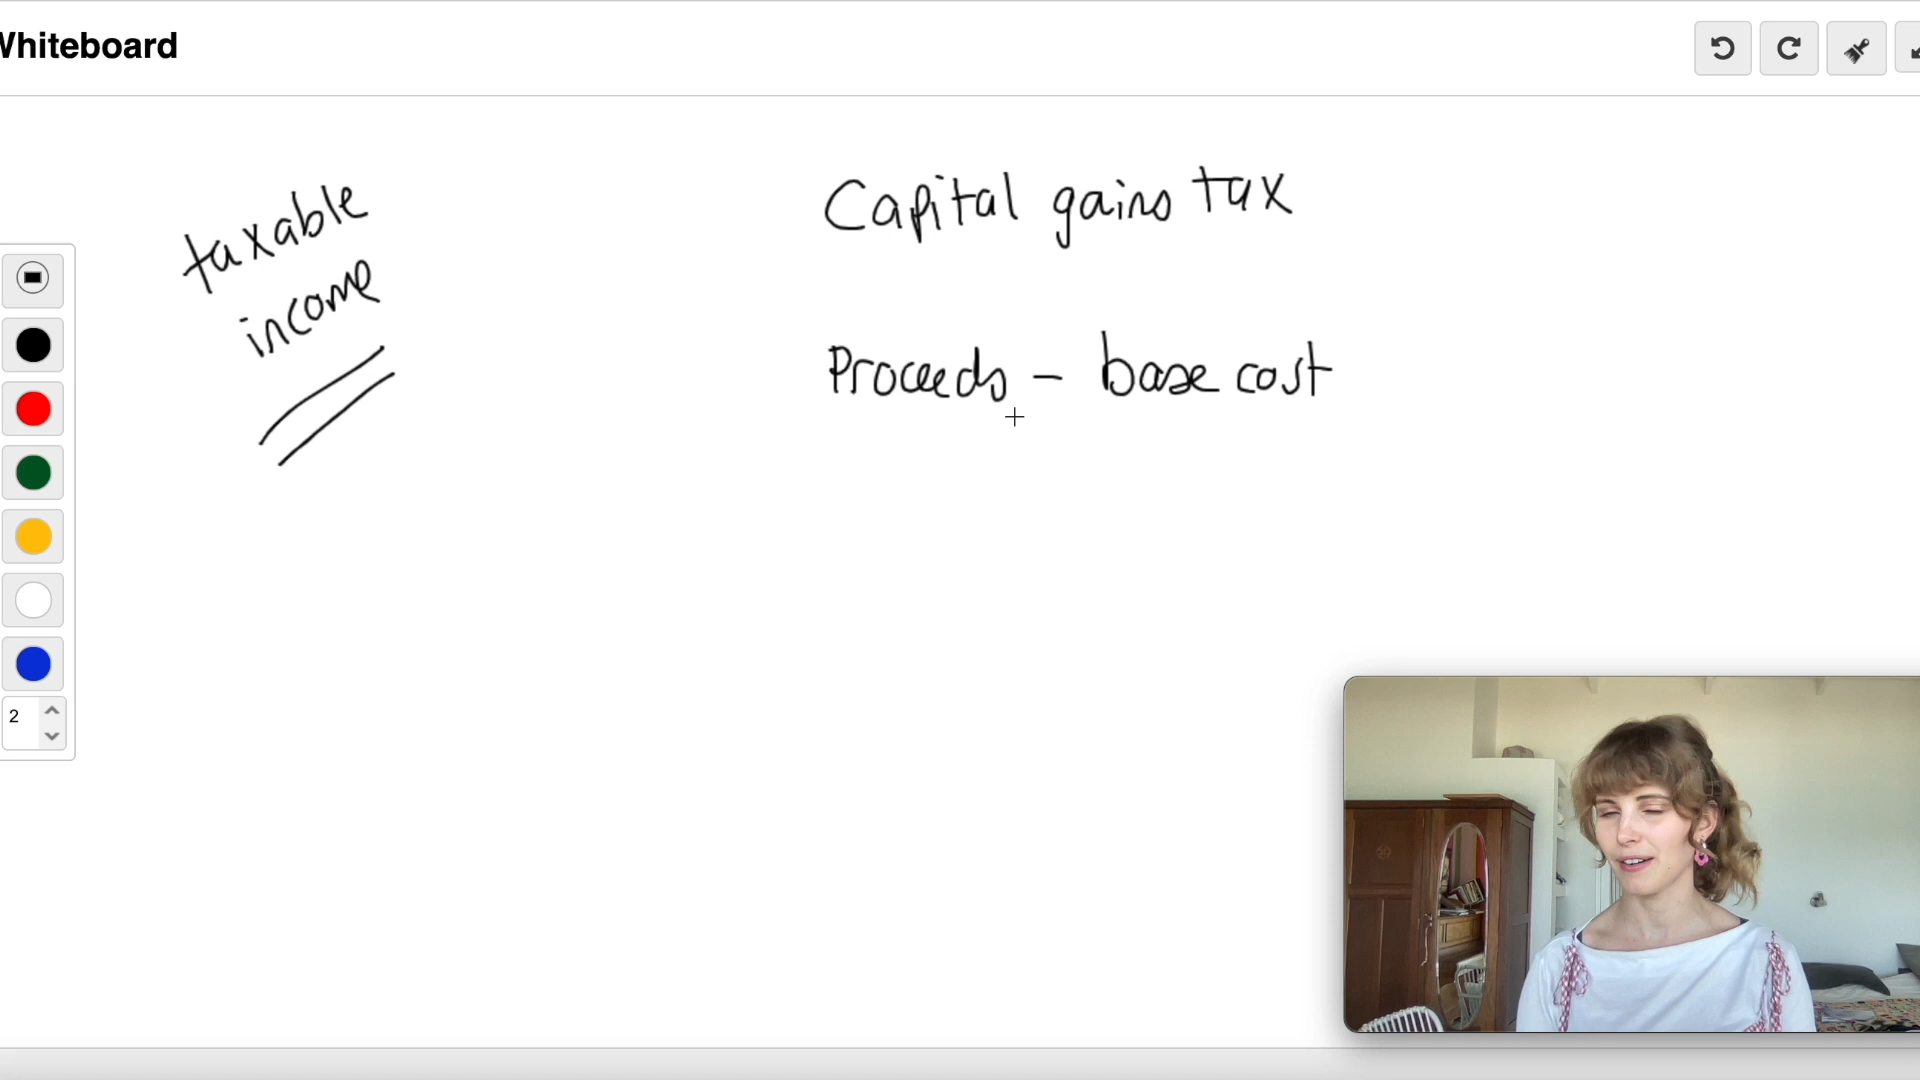 Whiteboard
taxable
income
Capital gains tax
Proceeds - base cost
2